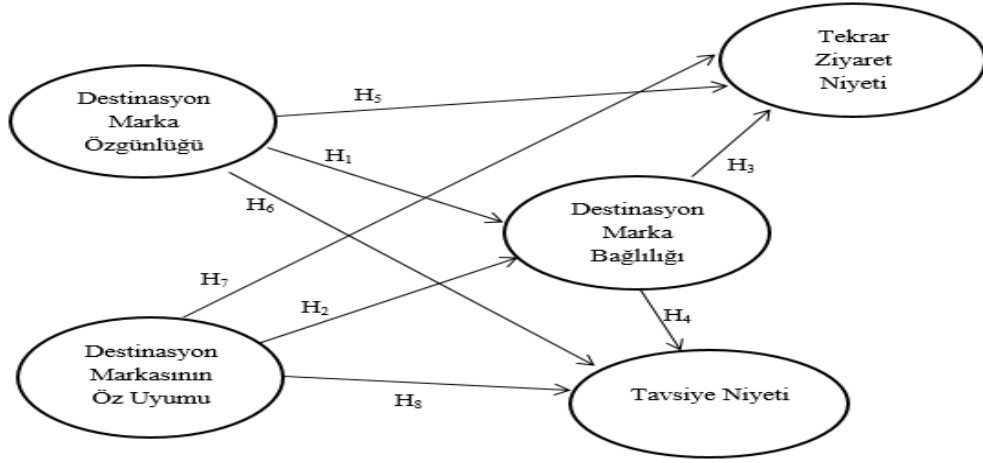 Tekrar
Ziyaret
Niyeti
Destinasyon
Marka
Özgünlüğü
H₅
H₁
H₃
H₆
Destinasyon
Marka
Bağlılığı
H₇
H₂
H₄
Destinasyon
Markasının
Öz Uyumu
Tavsiye Niyeti
H₈